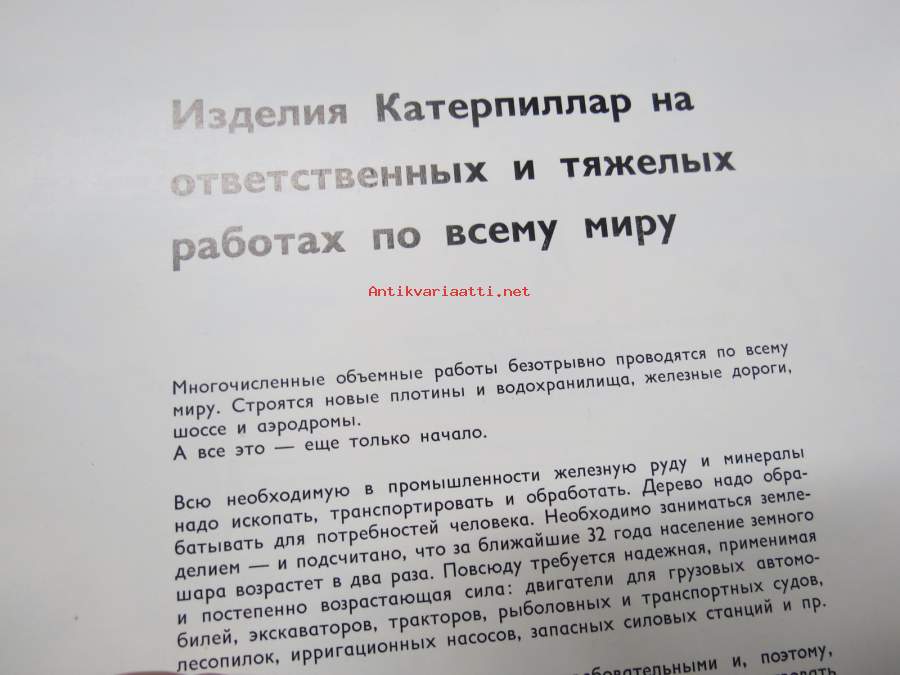 Изделия Катерпиллар на
ответственных и тяжелых
работах по всему миру
Antikvariaatti.net
Многочисленные объемные работы безотрывно проводятся по всему
миру. Строятся новые плотины и водохранилища, железные дороги,
шоссе и аэродромы.
А все это — еще только начало.
Всю необходимую в промышленности железную руду и минералы
надо ископать, транспортировать и обработать. Дерево надо обра-
батывать для потребностей человека. Необходимо заниматься земле-
делием — и подсчитано, что за ближайшие 32 года население земного
шара возрастет в два раза. Повсюду требуется надежная, применимая
и постепенно возрастающая сила: двигатели для грузовых автомо-
билей, экскаваторов, тракторов, рыболовных и транспортных судов,
лесопилок, ирригационных насосов, запасных силовых станций и пр.
и, поэтому,